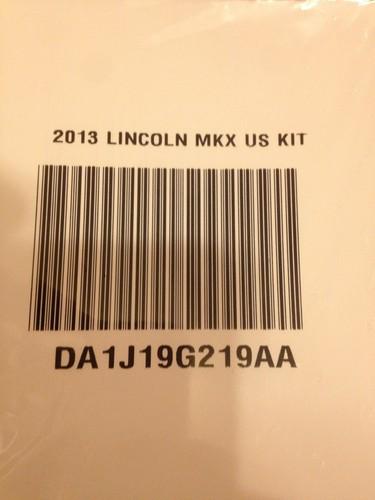 2013 LINCOLN MKX US KIT
DA1J19G219AA